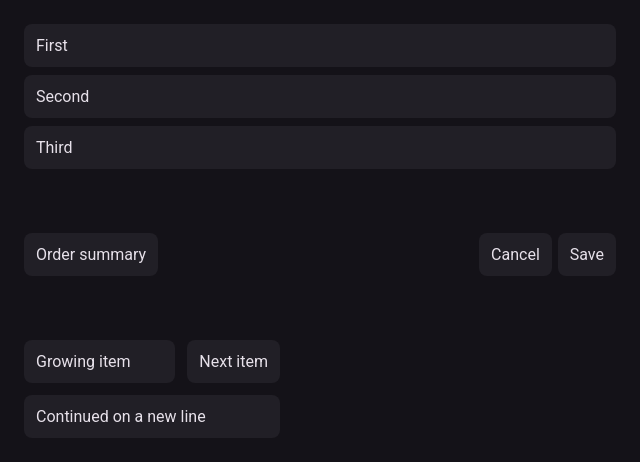 First
Second
Third
Order summary Cancel Save
Growing item Next item
Continued on a new line